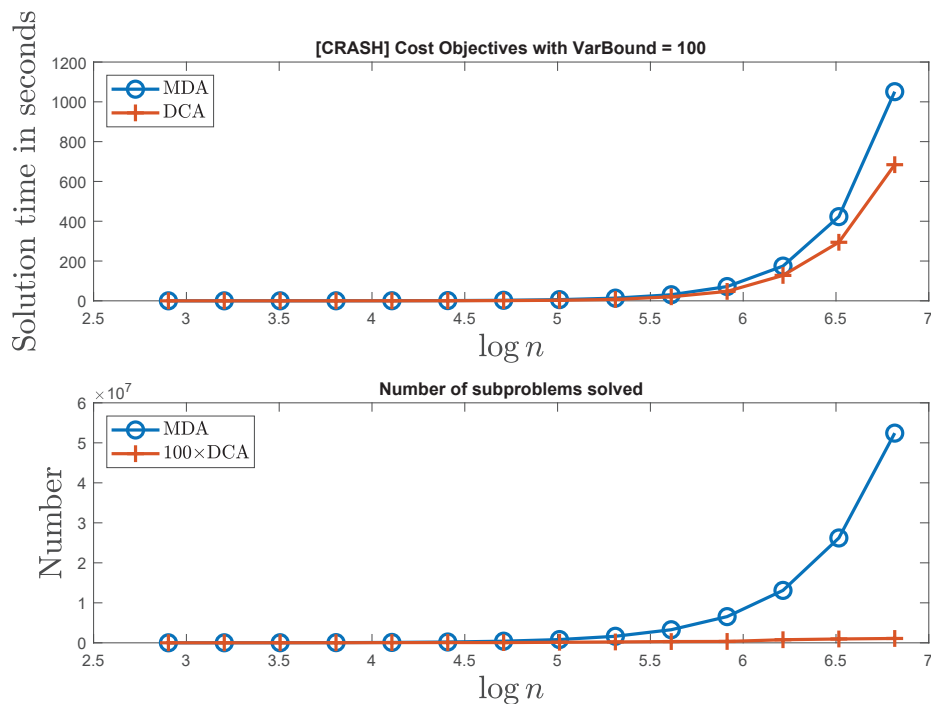 [CRASH] Cost Objectives with VarBound = 100
Solution time in seconds
1200
1000
800
600
400
200
0
MDA
DCA
2.5 3 3.5 4 4.5 5 5.5 6 6.5 7
log n
Number of subproblems solved
×10^7
Number
6
5
4
3
2
1
0
MDA
100×DCA
2.5 3 3.5 4 4.5 5 5.5 6 6.5 7
log n